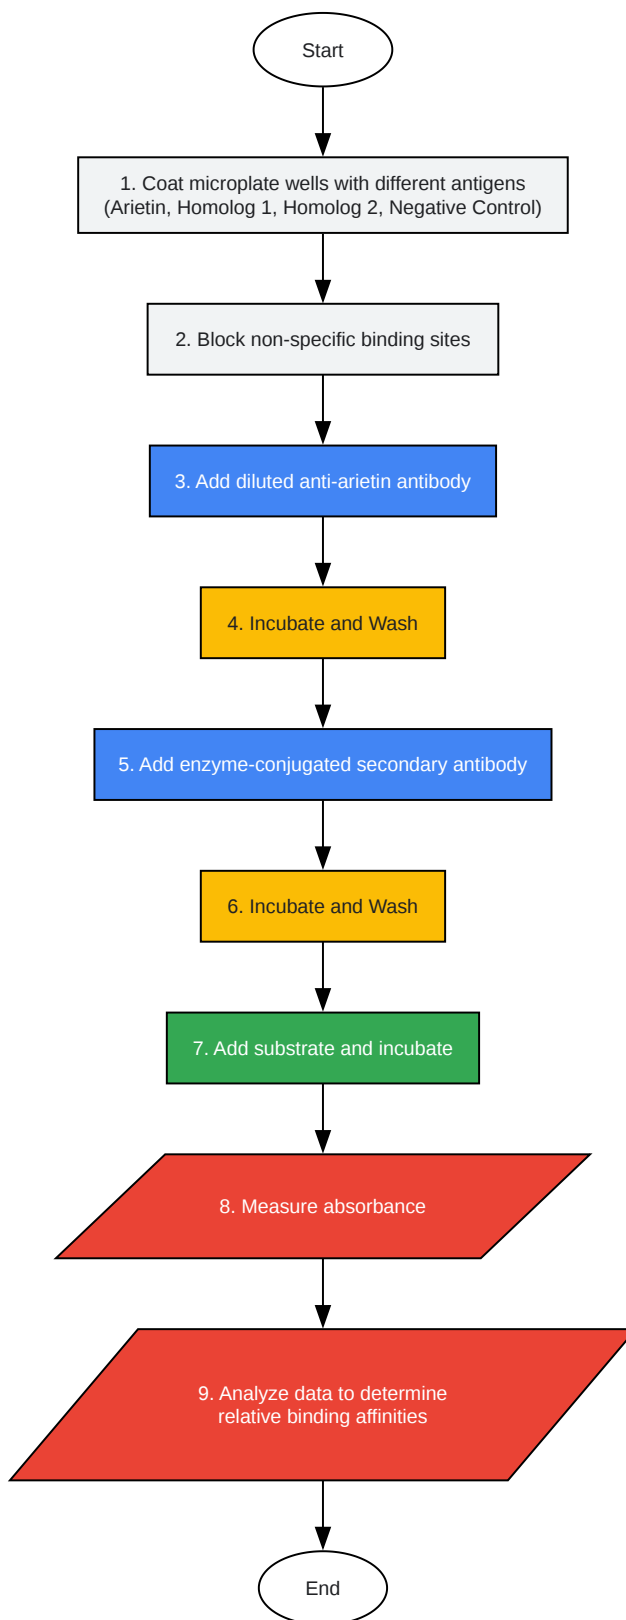 Start
1. Coat microplate wells with different antigens
(Arietin, Homolog 1, Homolog 2, Negative Control)
2. Block non-specific binding sites
3. Add diluted anti-arietin antibody
4. Incubate and Wash
5. Add enzyme-conjugated secondary antibody
6. Incubate and Wash
7. Add substrate and incubate
8. Measure absorbance
9. Analyze data to determine
relative binding affinities
End